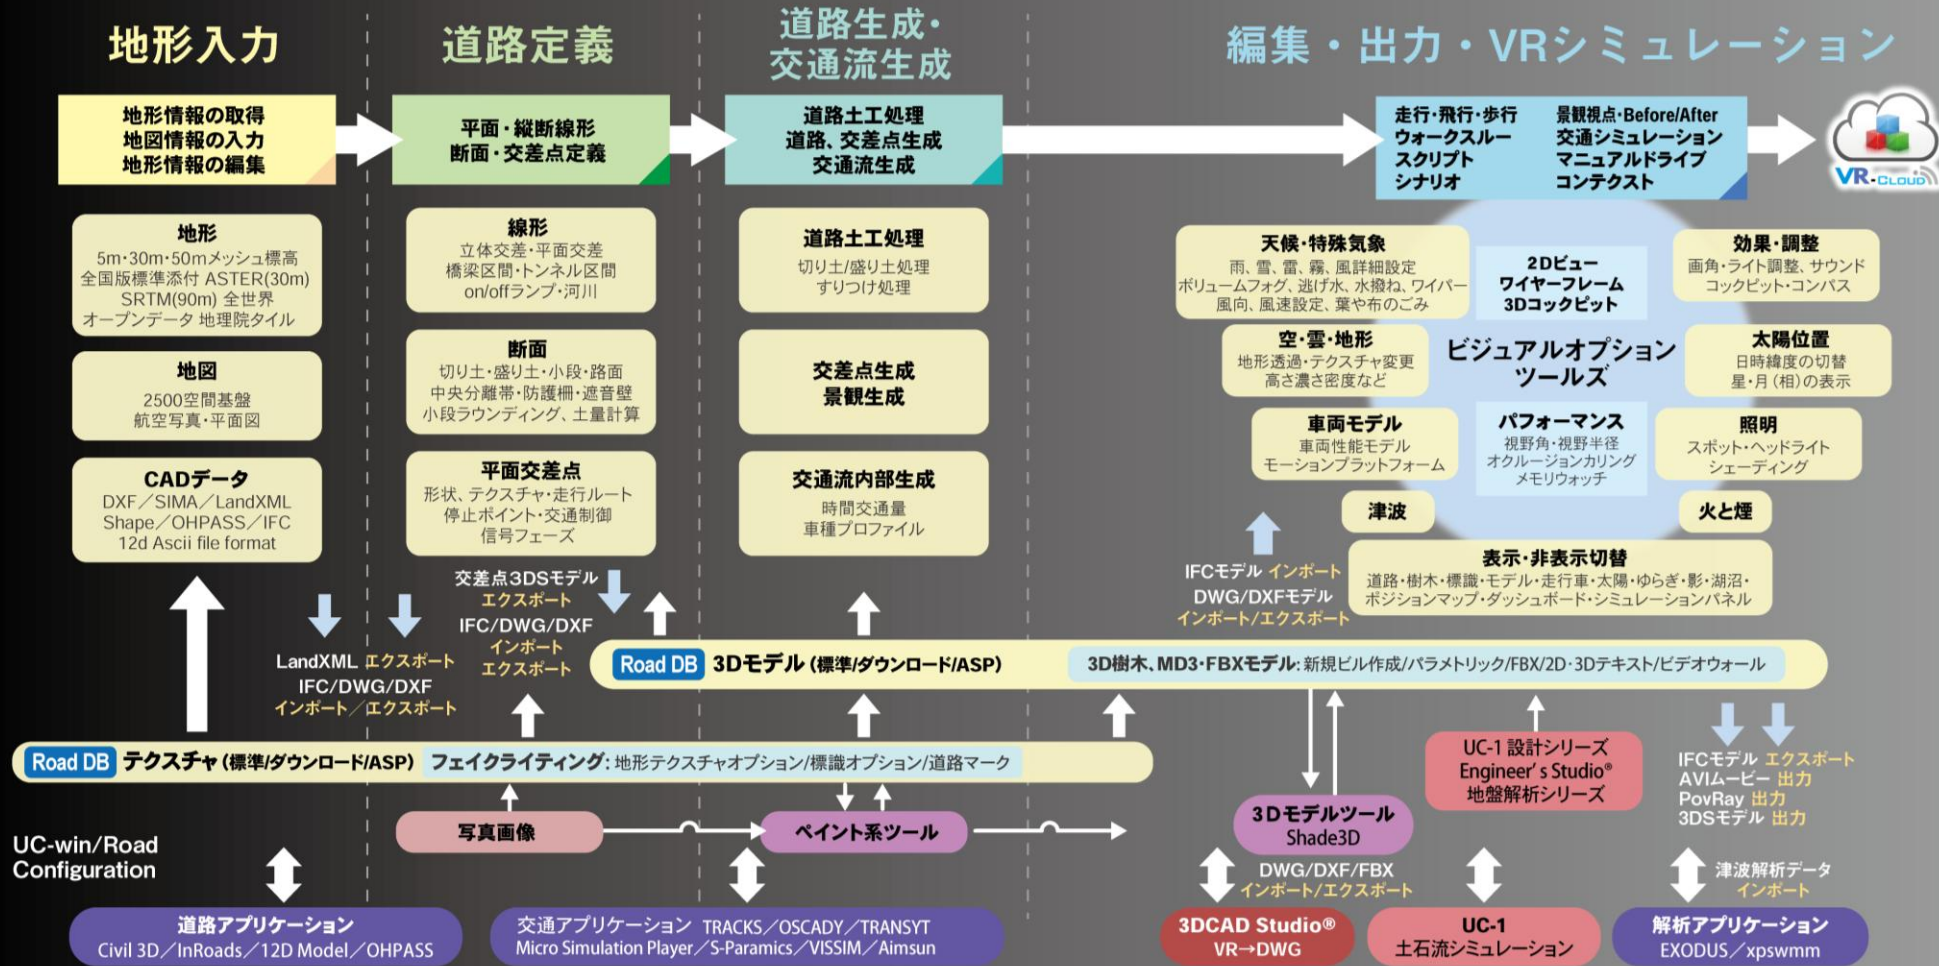 地形入力
道路定義
道路生成・
交通流生成
編集・出力・VRシミュレーション
地形情報の取得
地図情報の入力
地形情報の編集
平面・縦断線形
断面・交差点定義
道路土工処理
道路、交差点生成
交通流生成
走行・飛行・歩行
ウォークスルー
スクリプト
シナリオ
景観視点・Before/After
交通シミュレーション
マニュアルドライブ
コンテクスト
VR-CLOUD
地形
5m・30m・50mメッシュ標高
全国版標準添付 ASTER(30m)
SRTM(90m) 全世界
オープンデータ 地理院タイル
地図
2500空間基盤
航空写真・平面図
CADデータ
DXF／SIMA／LandXML
Shape／OHPASS／IFC
12d Ascii file format
線形
立体交差・平面交差
橋梁区間・トンネル区間
on/offランプ・河川
断面
切り土・盛り土・小段・路面
中央分離帯・防護柵・遮音壁
小段ラウンディング、土量計算
平面交差点
形状、テクスチャ・走行ルート
停止ポイント・交通制御
信号フェーズ
道路土工処理
切り土/盛り土処理
すりつけ処理
交差点生成
景観生成
交通流内部生成
時間交通量
車種プロファイル
天候・特殊気象
雨、雪、雷、霧、風詳細設定
ボリュームフォグ、逃げ水、水撥ね、ワイパー
風向、風速設定、葉や布のごみ
空・雲・地形
地形透過・テクスチャ変更
高さ濃さ密度など
車両モデル
車両性能モデル
モーションプラットフォーム
津波
2Dビュー
ワイヤーフレーム
3Dコックピット
ビジュアルオプション
ツールズ
パフォーマンス
視野角・視野半径
オクルージョンカリング
メモリウォッチ
効果・調整
画角・ライト調整、サウンド
コックピット・コンパス
太陽位置
日時緯度の切替
星・月（相）の表示
照明
スポット・ヘッドライト
シェーディング
火と煙
表示・非表示切替
道路・樹木・標識・モデル・走行車・太陽・ゆらぎ・影・湖沼・
ポジションマップ・ダッシュボード・シミュレーションパネル
LandXML エクスポート
IFC/DWG/DXF
インポート／エクスポート
交差点3DSモデル
エクスポート
IFC/DWG/DXF
インポート
エクスポート
IFCモデル インポート
DWG/DXFモデル
インポート/エクスポート
Road DB 3Dモデル (標準/ダウンロード/ASP)
3D樹木、MD3・FBXモデル: 新規ビル作成/パラメトリック/FBX/2D・3Dテキスト/ビデオウォール
Road DB テクスチャ (標準/ダウンロード/ASP)
フェイクライティング: 地形テクスチャオプション/標識オプション/道路マーク
写真画像
ペイント系ツール
3Dモデルツール
Shade3D
UC-1 設計シリーズ
Engineer's Studio®
地盤解析シリーズ
IFCモデル エクスポート
AVIムービー 出力
PovRay 出力
3DSモデル 出力
UC-win/Road
Configuration
DWG/DXF/FBX
インポート/エクスポート
津波解析データ
インポート
道路アプリケーション
Civil 3D／InRoads／12D Model／OHPASS
交通アプリケーション TRACKS／OSCADY／TRANSYT
Micro Simulation Player／S-Paramics／VISSIM／Aimsun
3DCAD Studio®
VR→DWG
UC-1
土石流シミュレーション
解析アプリケーション
EXODUS／xpswmm